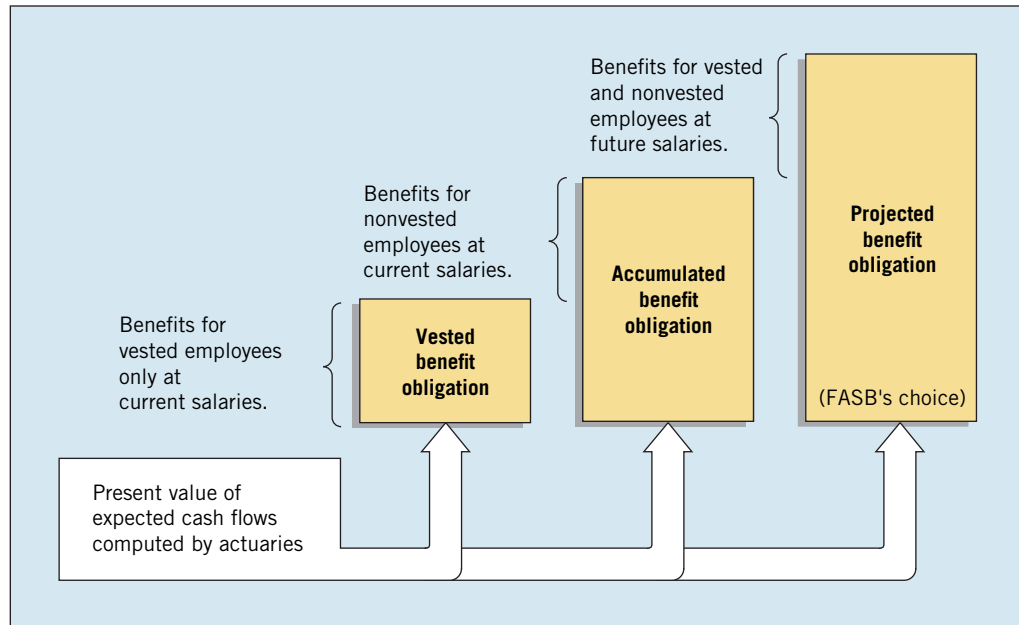 Benefits for vested
and nonvested
employees at
future salaries.
Benefits for
nonvested
employees at
current salaries.
Benefits for
vested employees
only at
current salaries.
Vested
benefit
obligation
Accumulated
benefit
obligation
Projected
benefit
obligation
(FASB's choice)
Present value of
expected cash flows
computed by actuaries